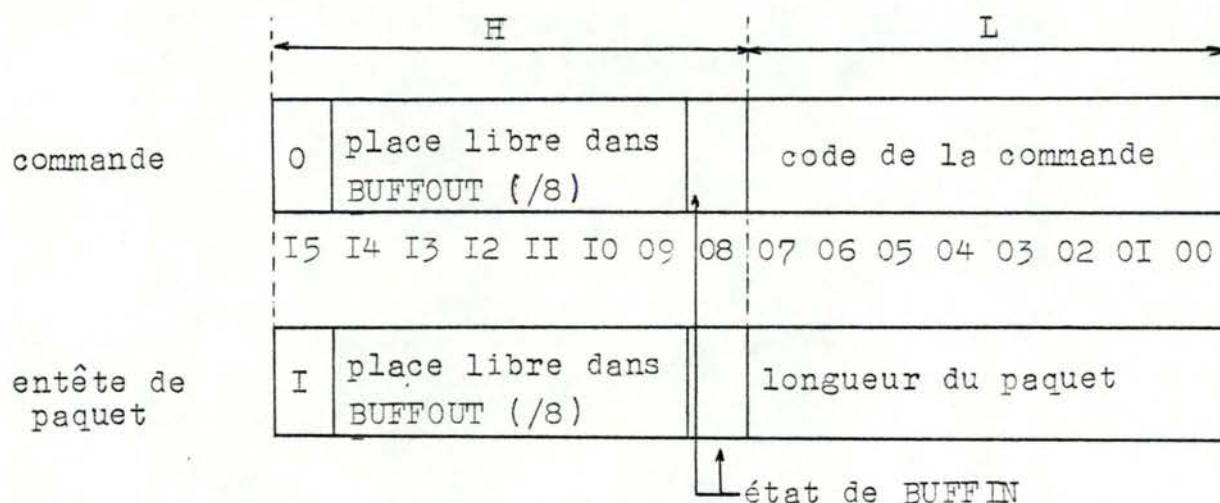 H L
commande
0 place libre dans BUFFOUT (/8) code de la commande
I5 I4 I3 I2 II I0 09 08 07 06 05 04 03 02 0I 00
entête de paquet
I place libre dans BUFFOUT (/8) longueur du paquet
état de BUFFIN